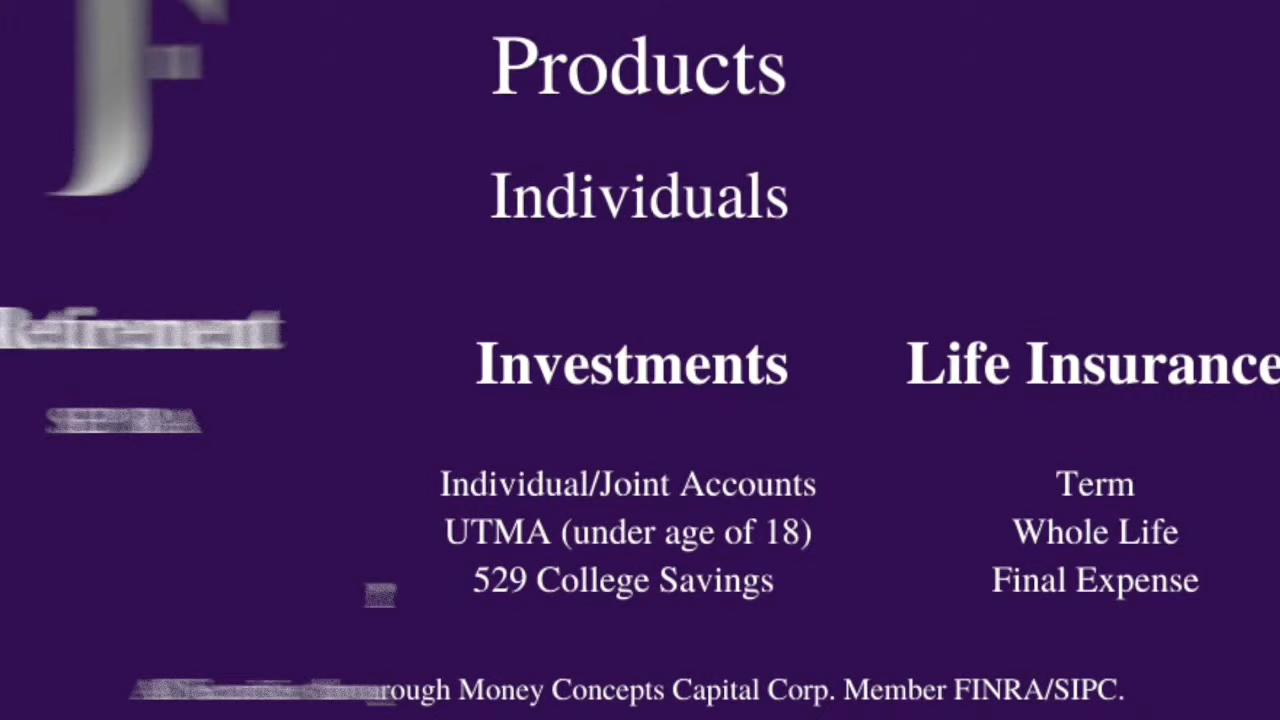 F
Products
Individuals
Retirement
Investments
Life Insurance
Individual/Joint Accounts
Term
UTMA (under age of 18)
Whole Life
529 College Savings
Final Expense
rough Money Concepts Capital Corp. Member FINRA/SIPC.